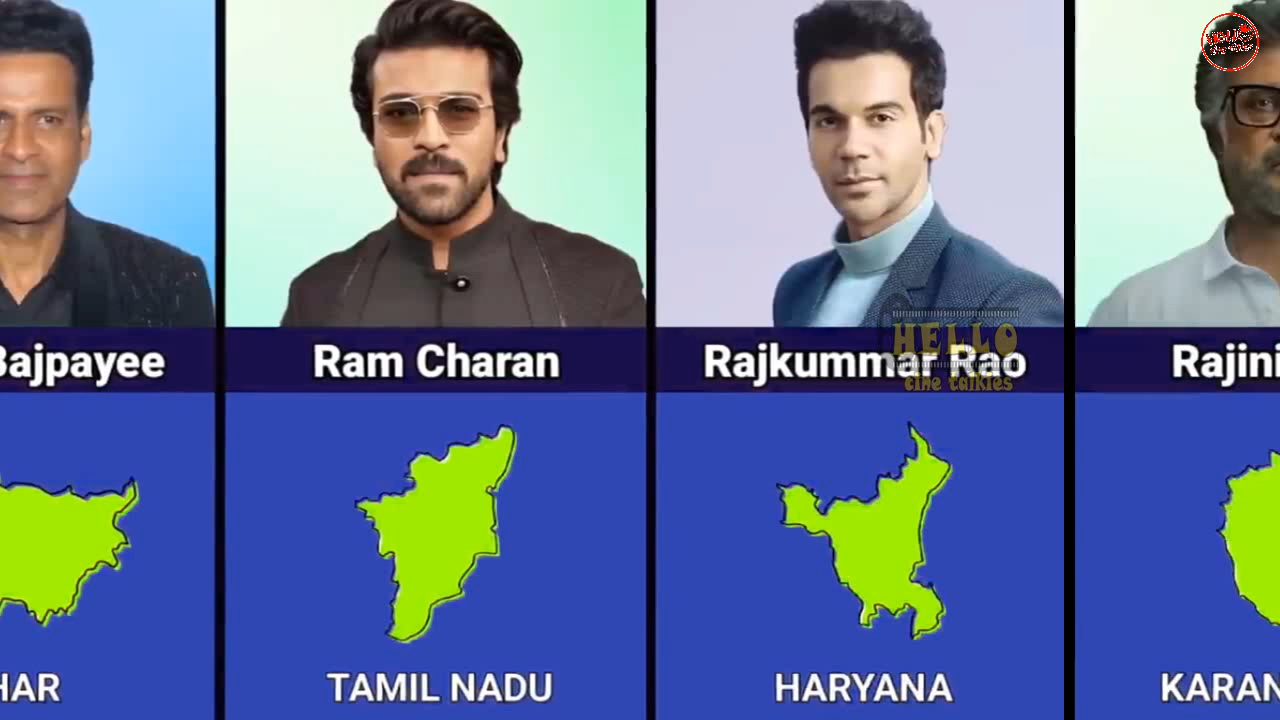 Bajpayee
Ram Charan
Rajkummar Rao
Rajini
HELLO
cine talkies
HAR
TAMIL NADU
HARYANA
KARAN